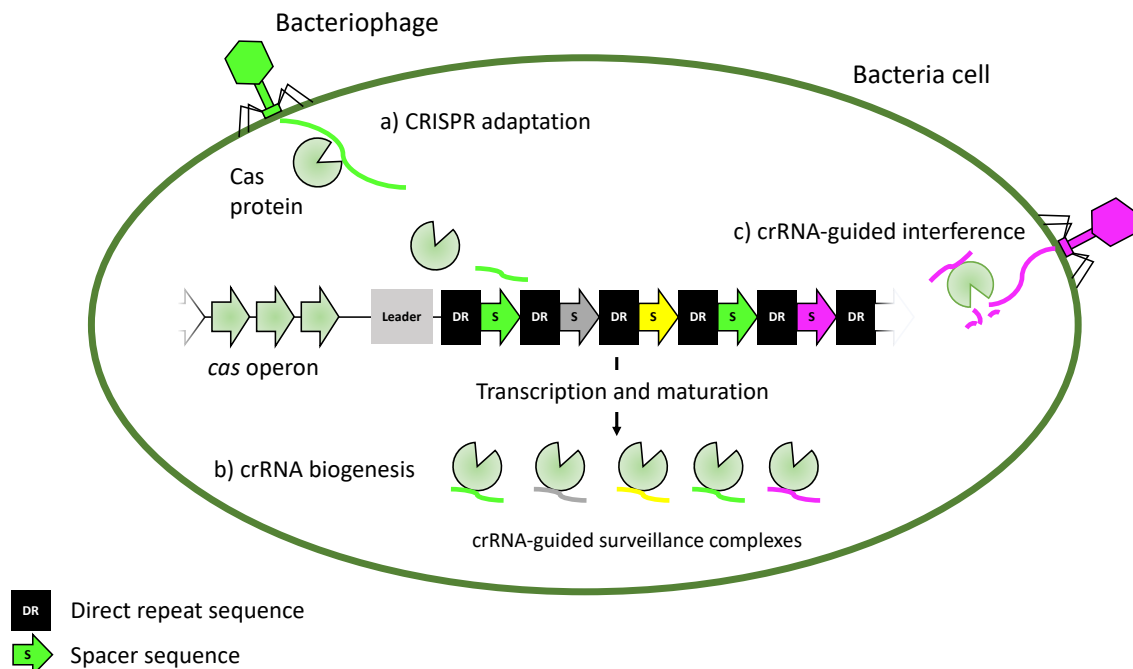 Bacteriophage
Bacteria cell
a) CRISPR adaptation
Cas
protein
c) crRNA-guided interference
Leader
DR
S
DR
S
DR
S
DR
S
DR
S
DR
cas operon
Transcription and maturation
b) crRNA biogenesis
crRNA-guided surveillance complexes
DR
Direct repeat sequence
S
Spacer sequence